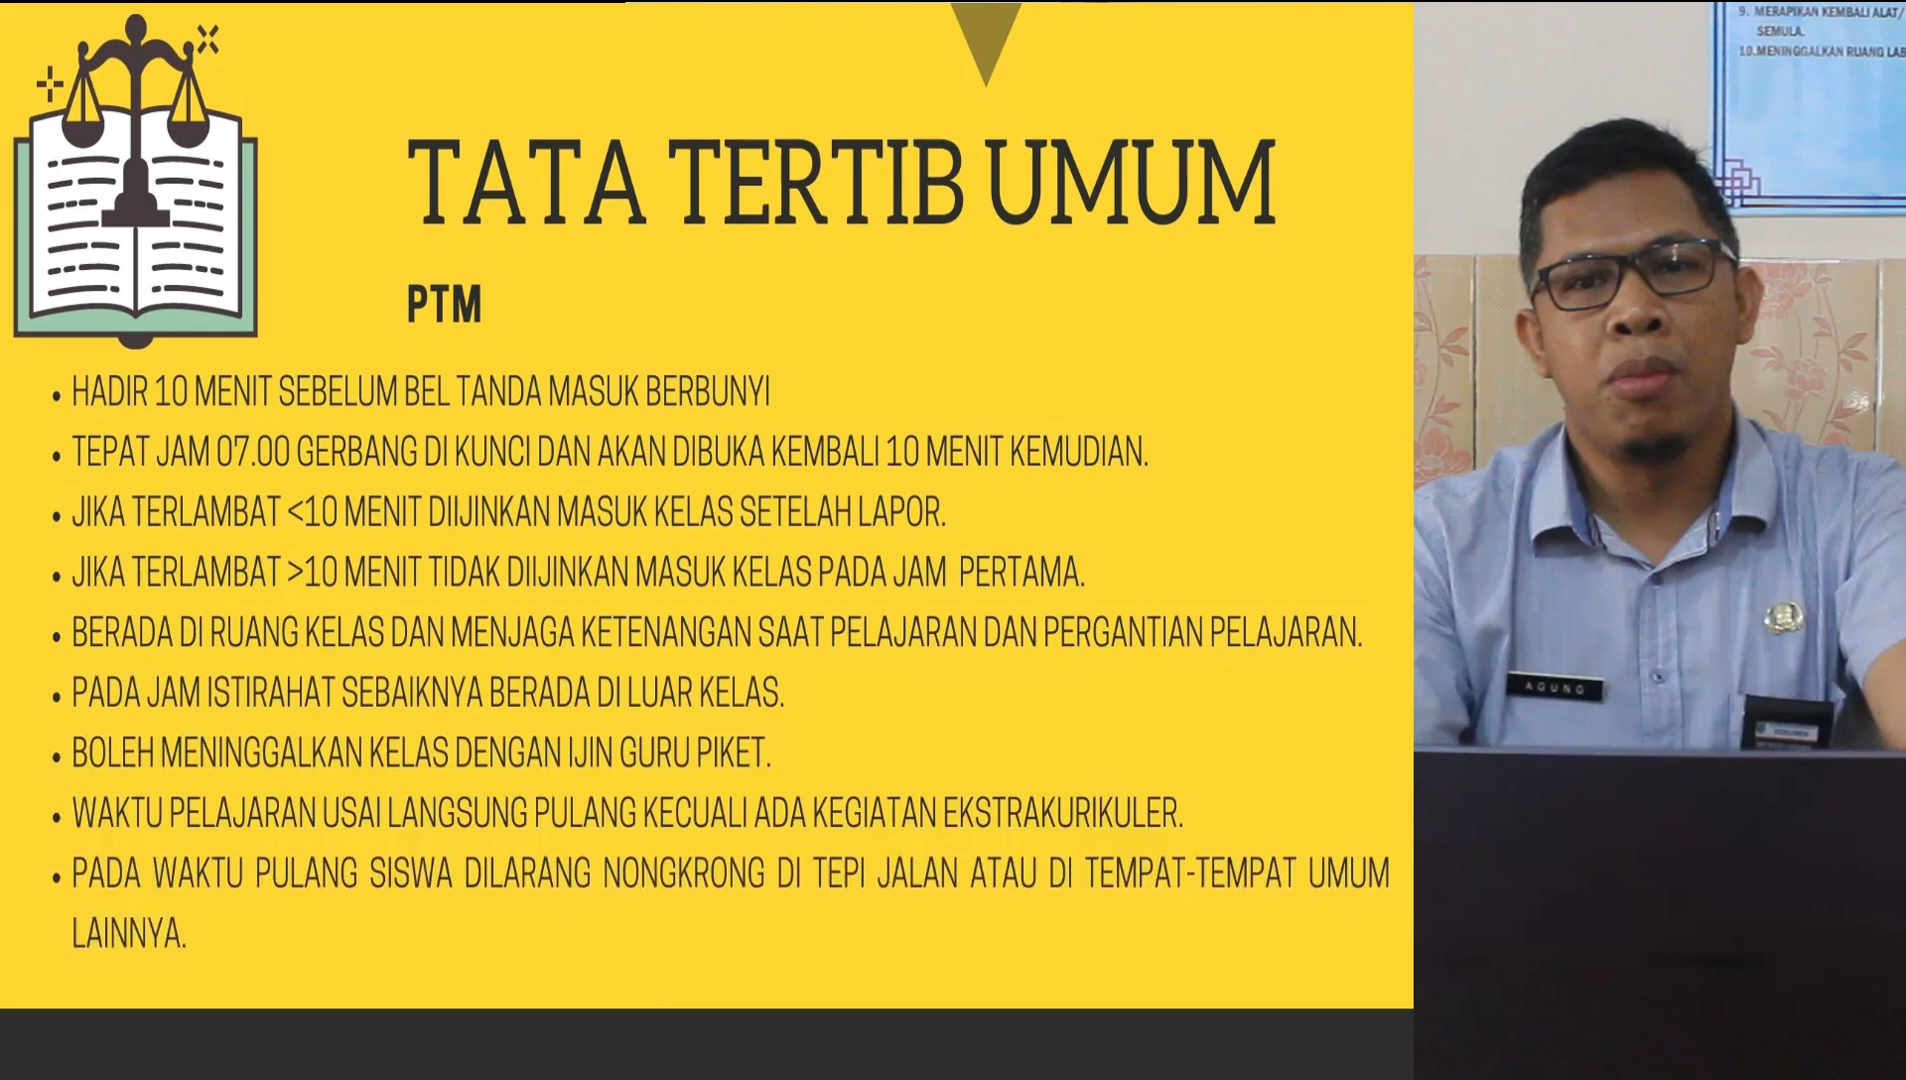 TATA TERTIB UMUM
PTM
• HADIR 10 MENIT SEBELUM BEL TANDA MASUK BERBUNYI
• TEPAT JAM 07.00 GERBANG DI KUNCI DAN AKAN DIBUKA KEMBALI 10 MENIT KEMUDIAN.
• JIKA TERLAMBAT <10 MENIT DIIJINKAN MASUK KELAS SETELAH LAPOR.
• JIKA TERLAMBAT >10 MENIT TIDAK DIIJINKAN MASUK KELAS PADA JAM PERTAMA.
• BERADA DI RUANG KELAS DAN MENJAGA KETENANGAN SAAT PELAJARAN DAN PERGANTIAN PELAJARAN.
• PADA JAM ISTIRAHAT SEBAIKNYA BERADA DI LUAR KELAS.
• BOLEH MENINGGALKAN KELAS DENGAN IJIN GURU PIKET.
• WAKTU PELAJARAN USAI LANGSUNG PULANG KECUALI ADA KEGIATAN EKSTRAKURIKULER.
• PADA WAKTU PULANG SISWA DILARANG NONGKRONG DI TEPI JALAN ATAU DI TEMPAT-TEMPAT UMUM
LAINNYA.
9. MERAPIKAN KEMBALI ALAT/
SEMULA.
10.MENINGGALKAN RUANG LAB
AGUNG